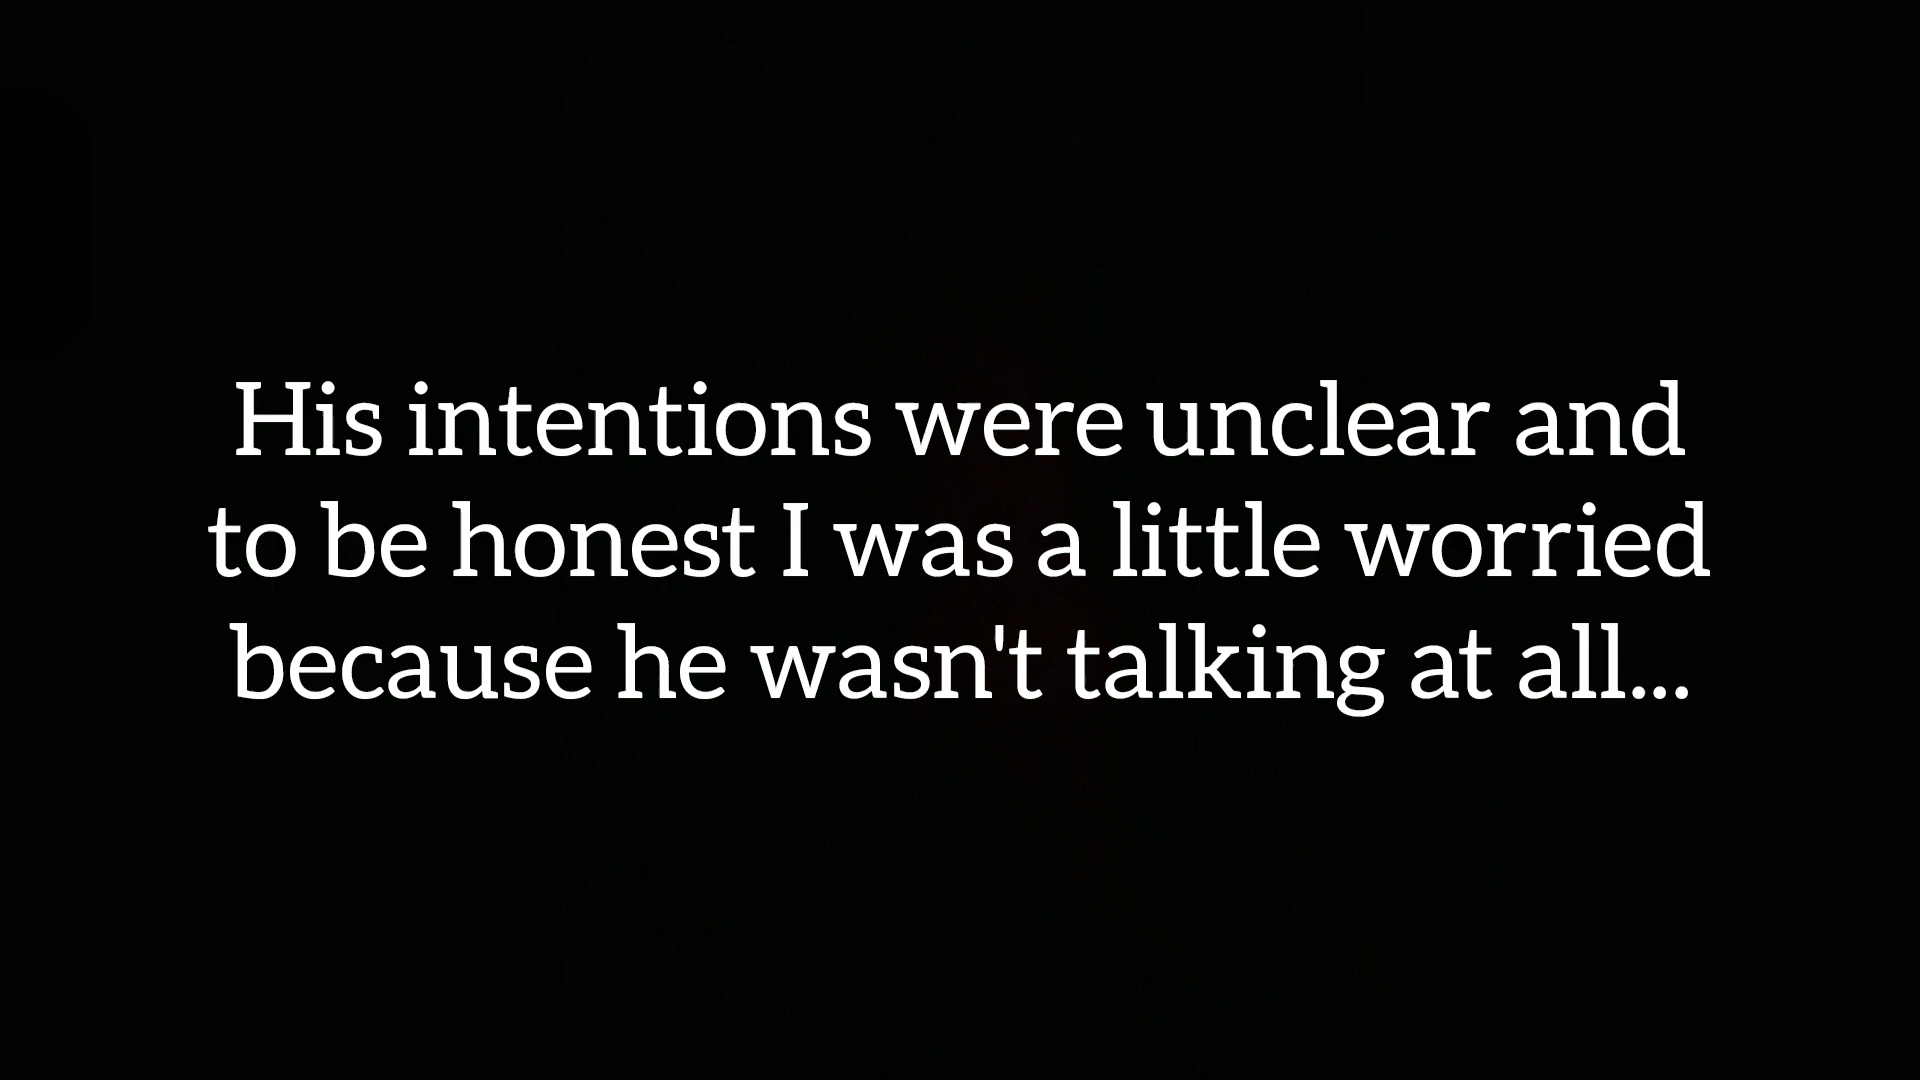 His intentions were unclear and
to be honest I was a little worried
because he wasn't talking at all...